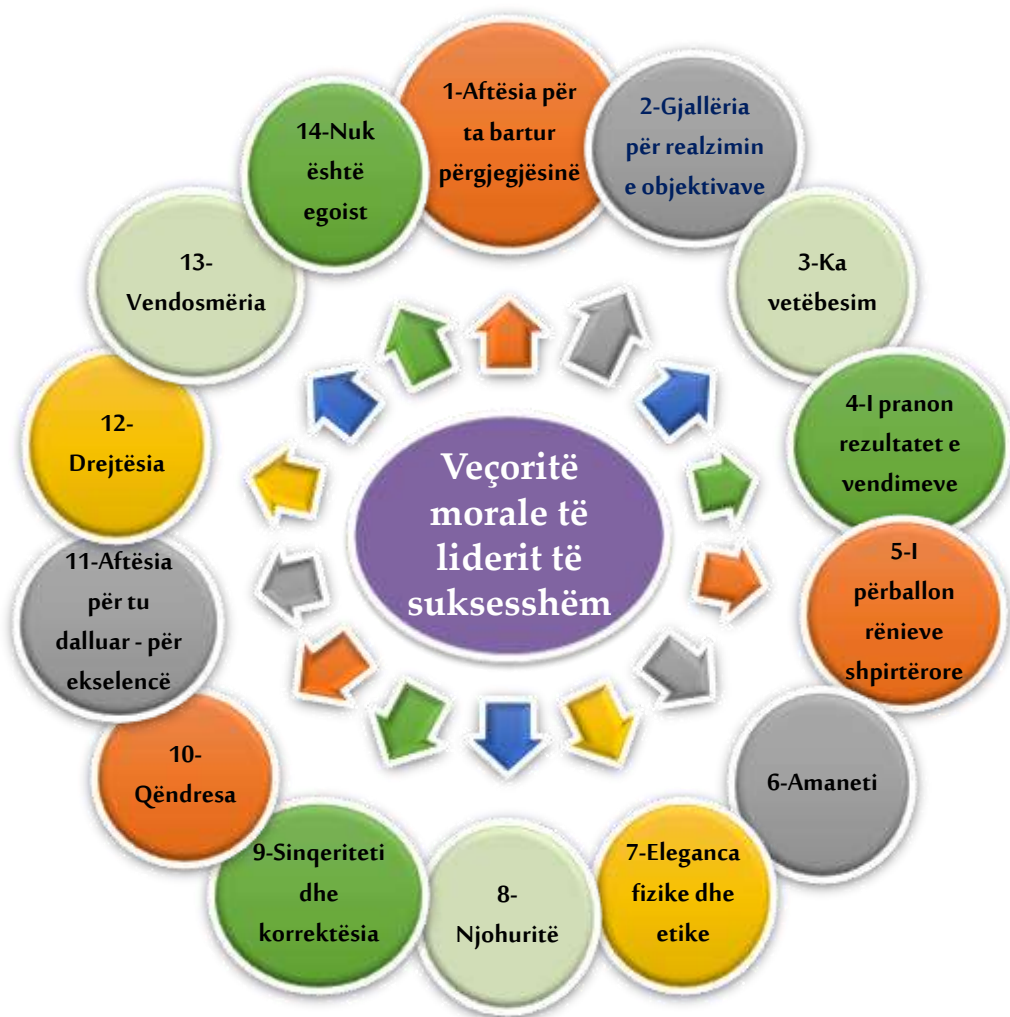 1-Aftësia për
ta bartur
përgjegjësinë
2-Gjallëria
për realzimin
e objektivave
3-Ka
vetëbesim
4-I pranon
rezultatet e
vendimeve
5-I
përballon
rënieve
shpirtërore
6-Amaneti
7-Eleganca
fizike dhe
etike
8-
Njohuritë
9-Sinqeriteti
dhe
korrektësia
10-
Qëndresa
11-Aftësia
për tu
dalluar - për
ekselencë
12-
Drejtësia
13-
Vendosmëria
14-Nuk
është
egoist
Veçoritë
morale të
liderit të
suksesshëm